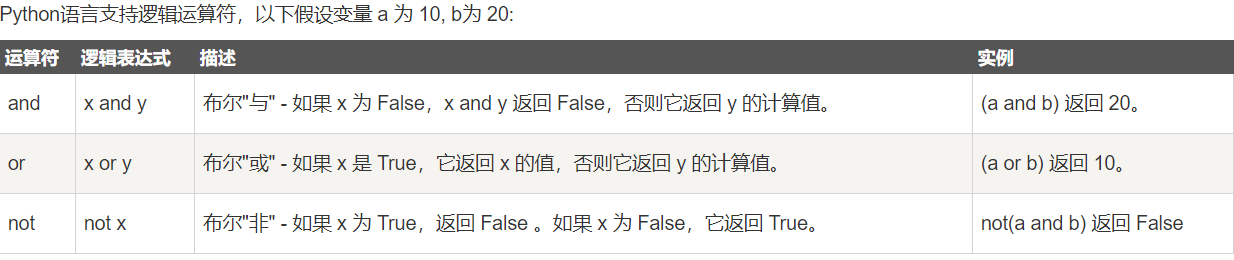 Python语言支持逻辑运算符，以下假设变量 a 为 10, b为 20:
运算符 逻辑表达式 描述 实例
and x and y 布尔"与" - 如果 x 为 False，x and y 返回 False，否则它返回 y 的计算值。 (a and b) 返回 20。
or x or y 布尔"或" - 如果 x 是 True，它返回 x 的值，否则它返回 y 的计算值。 (a or b) 返回 10。
not not x 布尔"非" - 如果 x 为 True，返回 False 。如果 x 为 False，它返回 True。 not(a and b) 返回 False